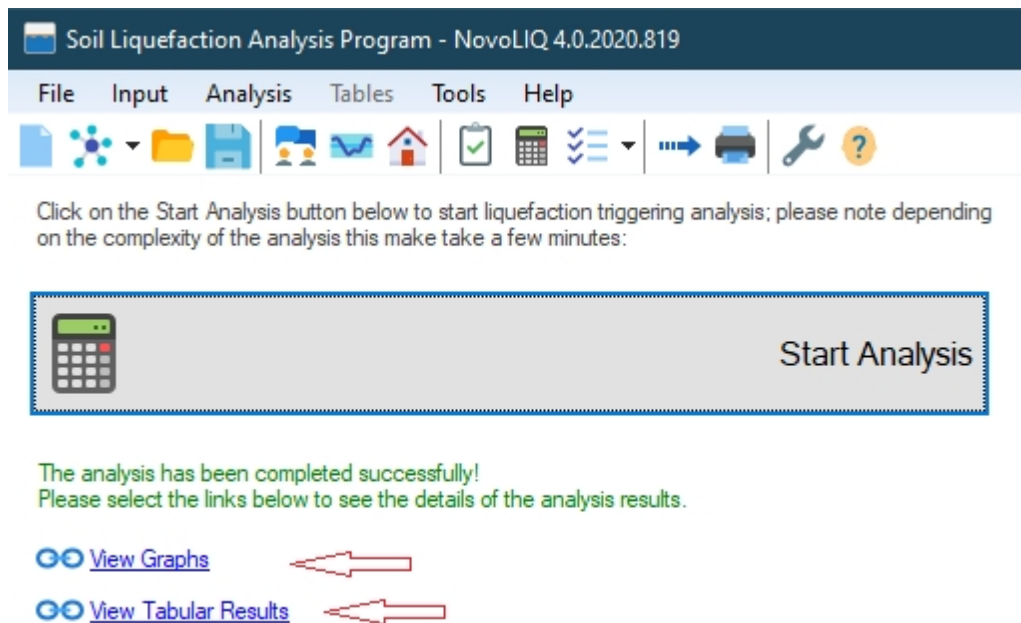 Soil Liquefaction Analysis Program - NovoLIQ 4.0.2020.819
File Input Analysis Tables Tools Help
Click on the Start Analysis button below to start liquefaction triggering analysis; please note depending
on the complexity of the analysis this make take a few minutes:
Start Analysis
The analysis has been completed successfully!
Please select the links below to see the details of the analysis results.
View Graphs
View Tabular Results